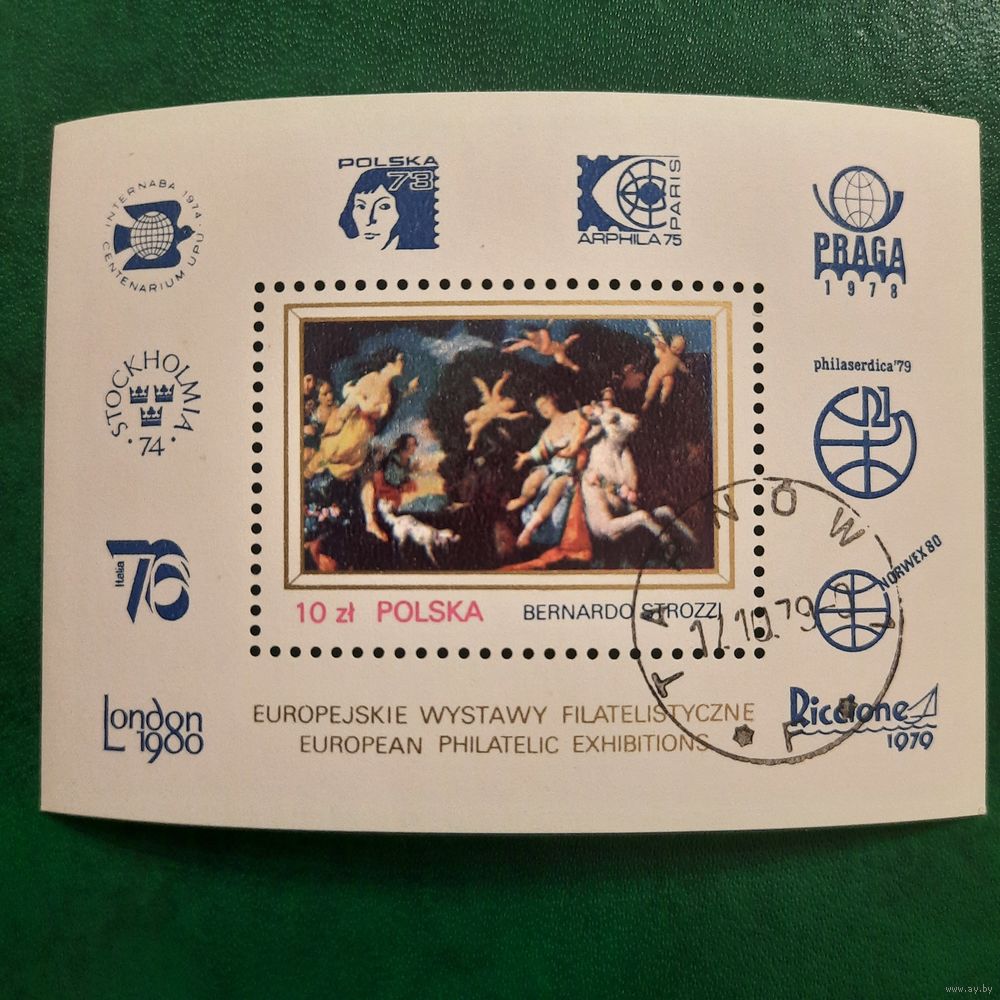 INTERNABA 1974
CENTENARIUM UPU
POLSKA
73
ARPHILA 75
PARIS
PRAGA
1978
STOCKHOLMIA
74
philaserdica'79
Italia
76
NORWEX 80
10 zł POLSKA
BERNARDO STROZZI
TARNÓW 1
17.10.79
London
1980
EUROPEJSKIE WYSTAWY FILATELISTYCZNE
EUROPEAN PHILATELIC EXHIBITIONS
Riccione
1979
www.ay.by